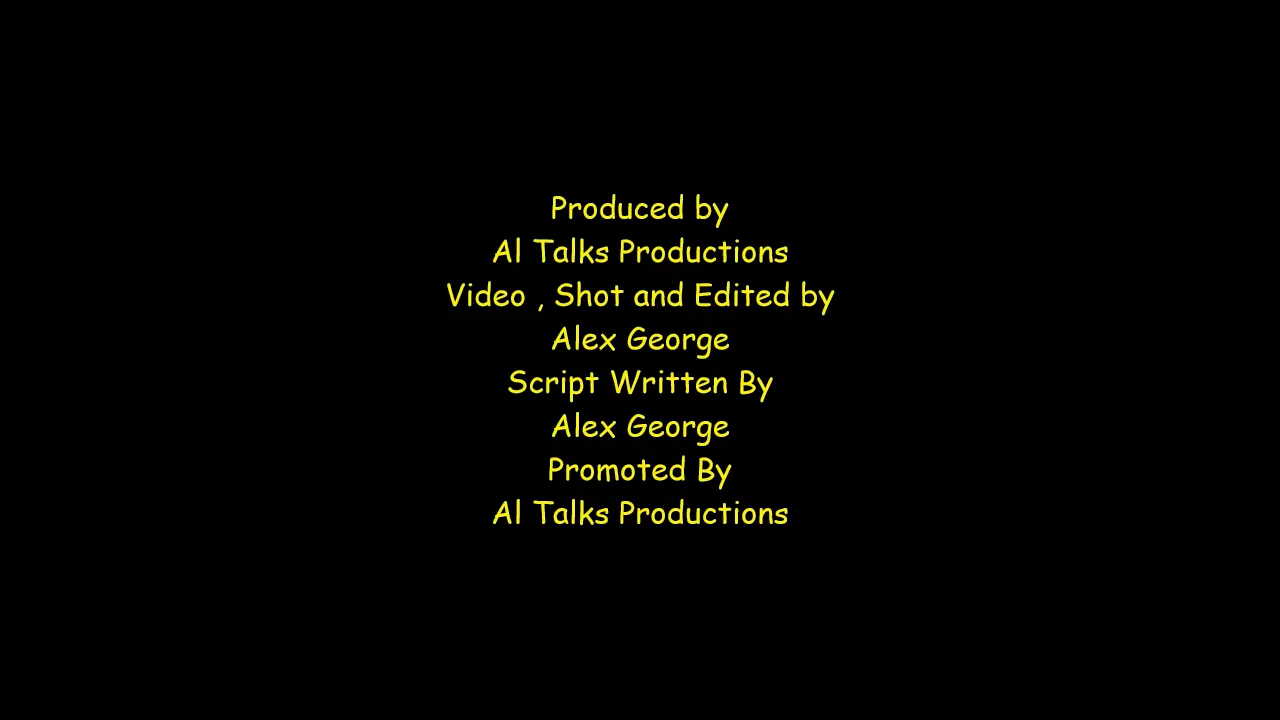 Produced by
Al Talks Productions
Video , Shot and Edited by
Alex George
Script Written By
Alex George
Promoted By
Al Talks Productions